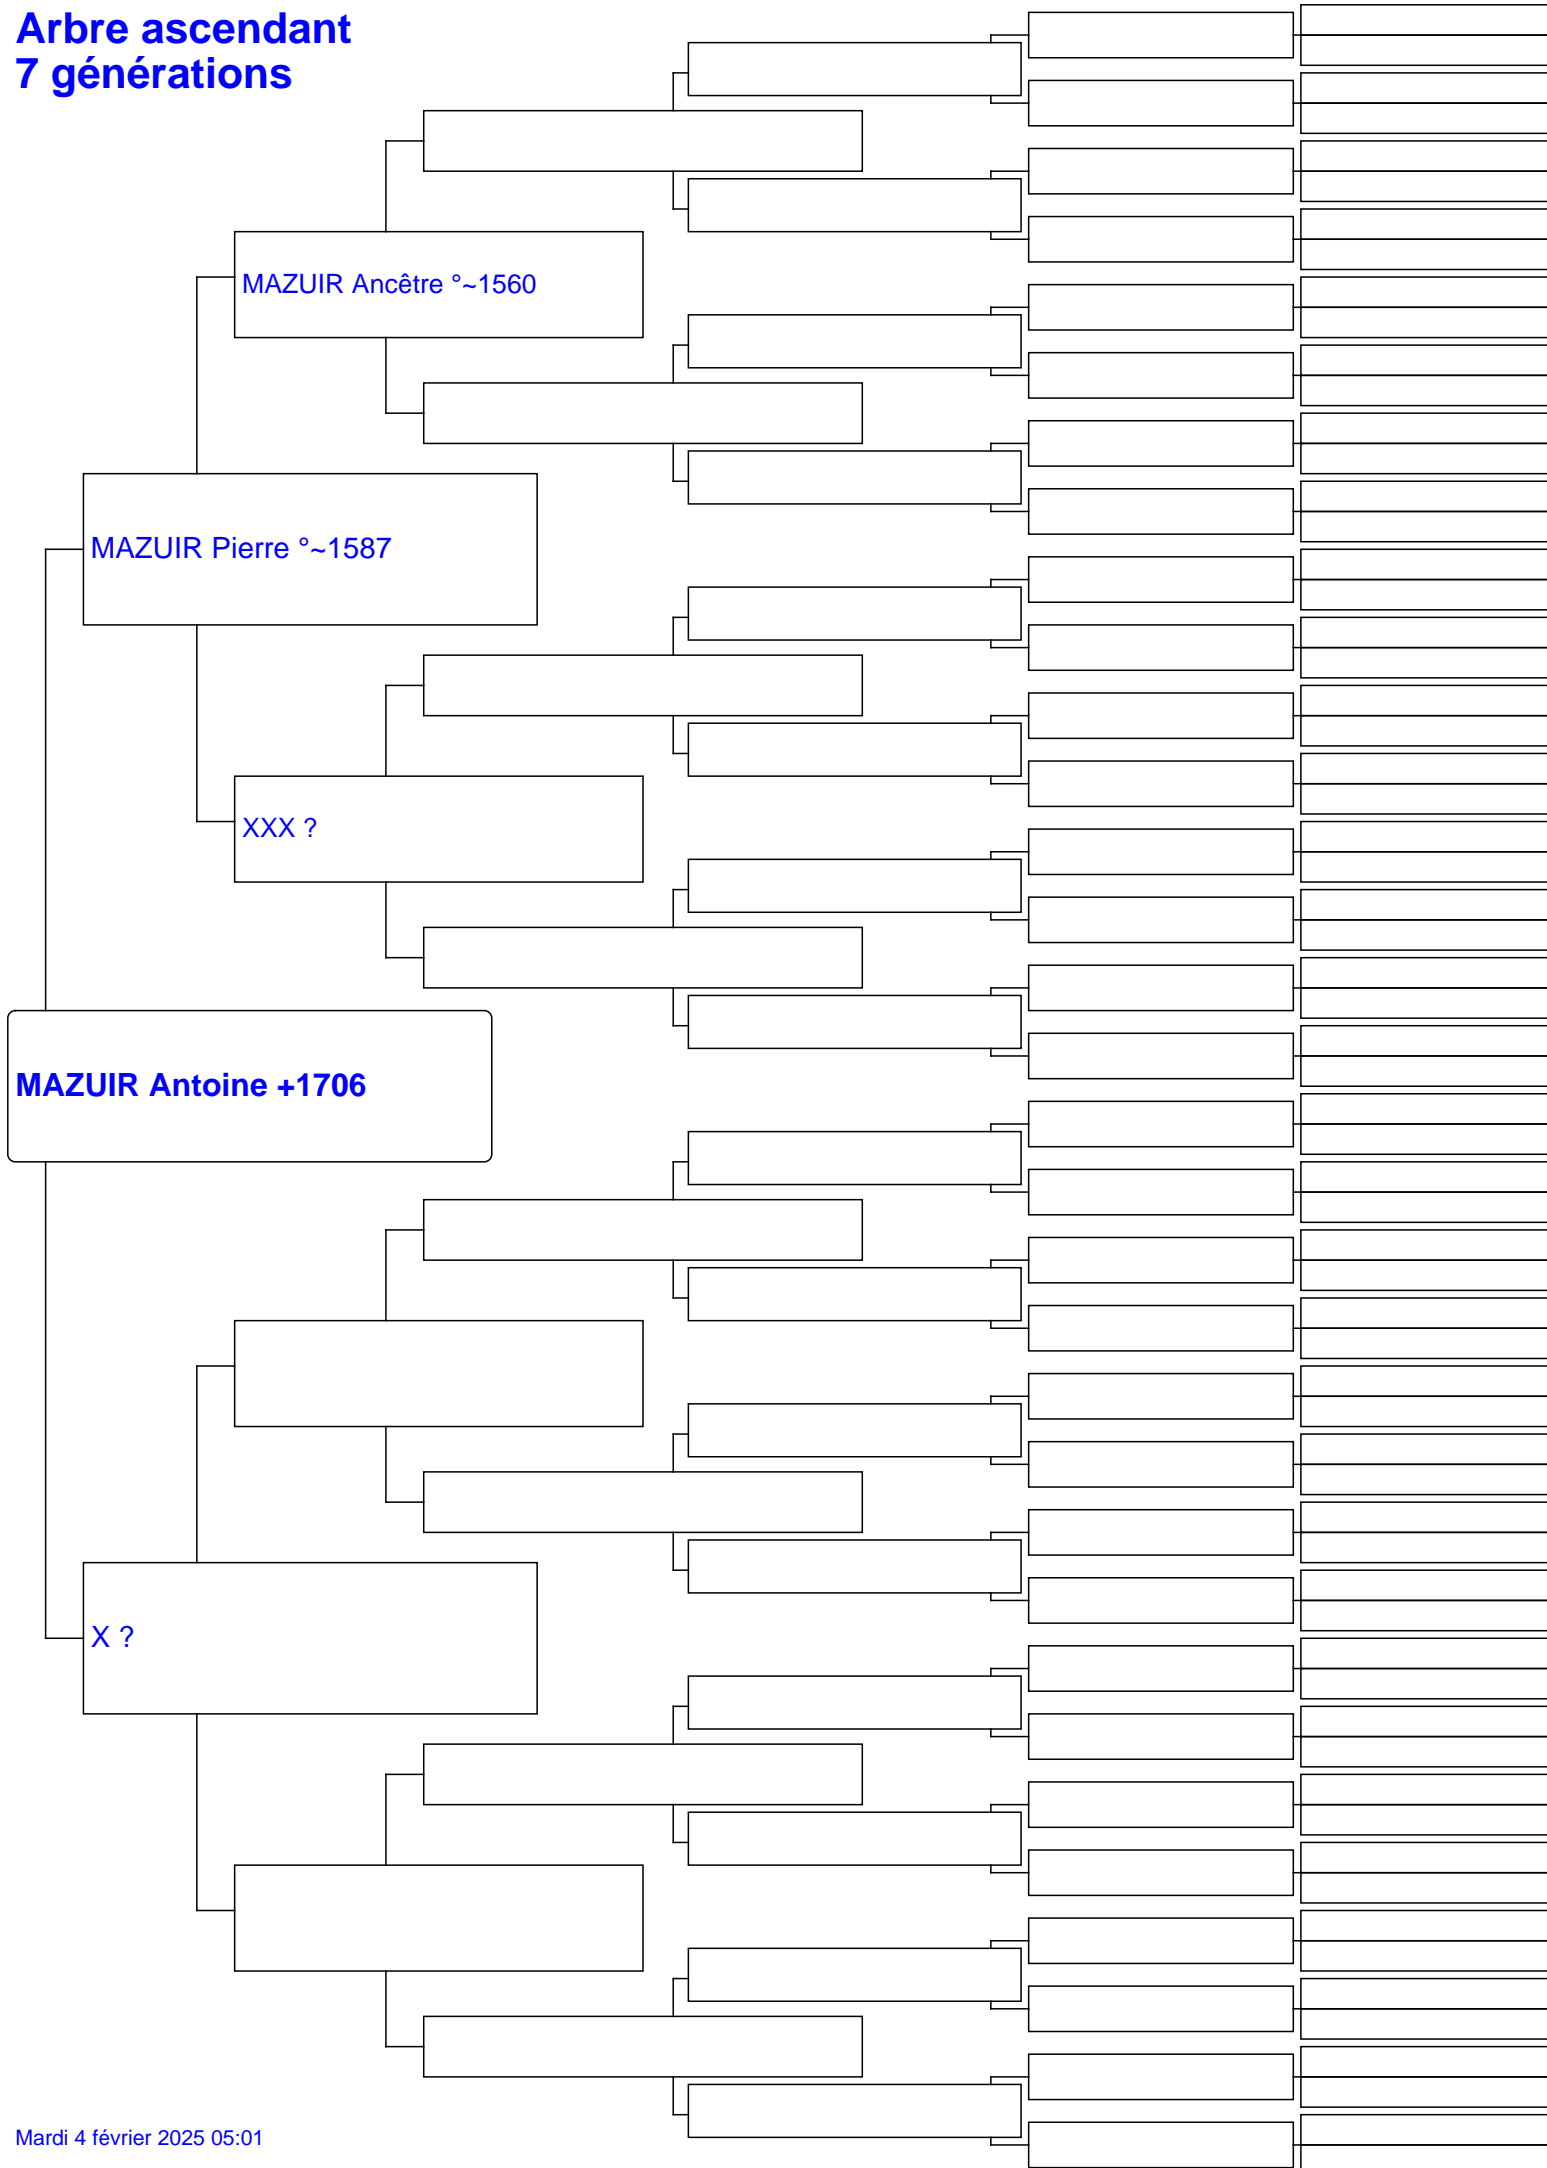 Arbre ascendant
7 générations
MAZUIR Ancêtre °~1560
MAZUIR Pierre °~1587
XXX ?
MAZUIR Antoine +1706
X ?
Mardi 4 février 2025 05:01